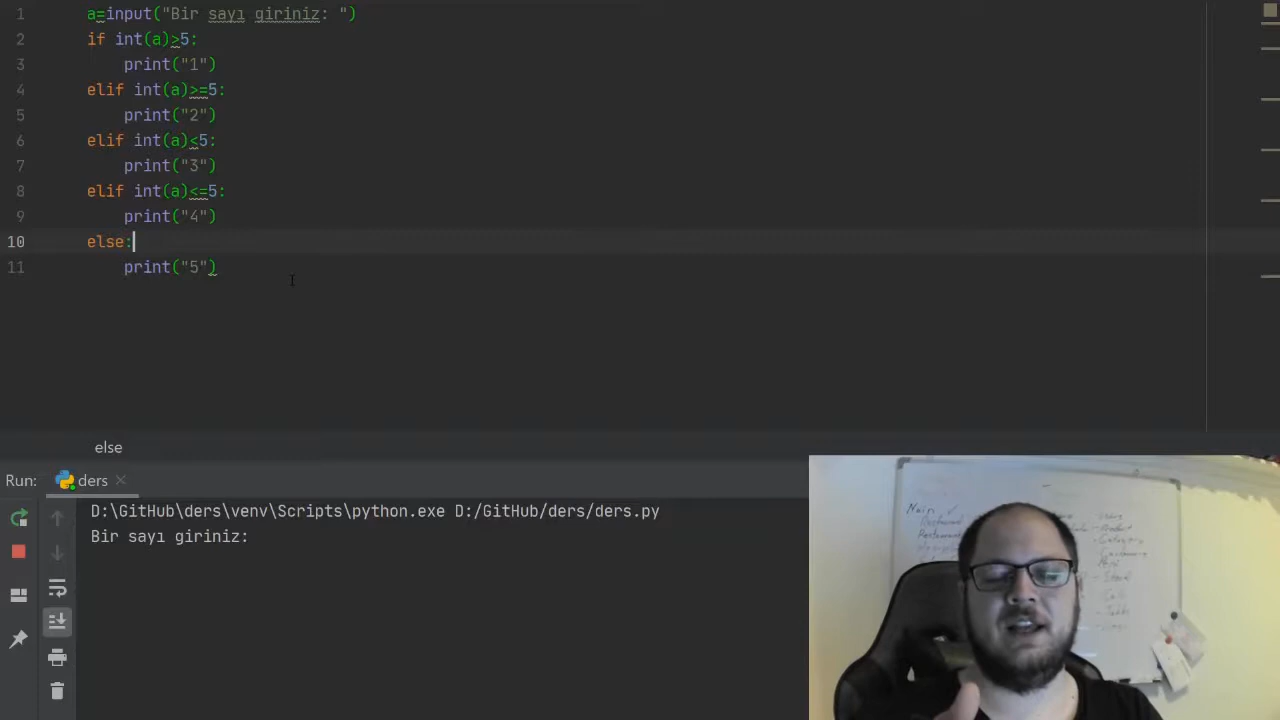 1 a=input("Bir sayı giriniz: ")
2 if int(a)>5:
3 print("1")
4 elif int(a)>=5:
5 print("2")
6 elif int(a)<5:
7 print("3")
8 elif int(a)<=5:
9 print("4")
10 else:
11 print("5")
else
Run: ders
D:\GitHub\ders\venv\Scripts\python.exe D:/GitHub/ders/ders.py
Bir sayı giriniz:
Main
Restaurant